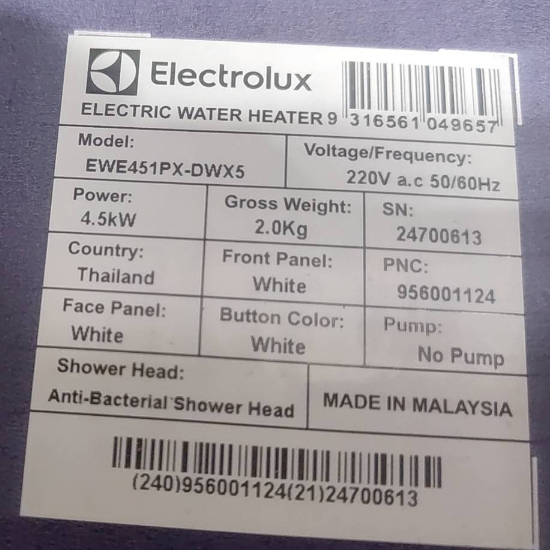 Electrolux
ELECTRIC WATER HEATER 9 316561 049657
Model:
EWE451PX-DWX5
Voltage/Frequency:
220V a.c 50/60Hz
Power:
4.5kW
Gross Weight:
2.0Kg
SN:
24700613
Country:
Thailand
Front Panel:
White
PNC:
956001124
Face Panel:
White
Button Color:
White
Pump:
No Pump
Shower Head:
Anti-Bacterial Shower Head
MADE IN MALAYSIA
(240)956001124(21)24700613